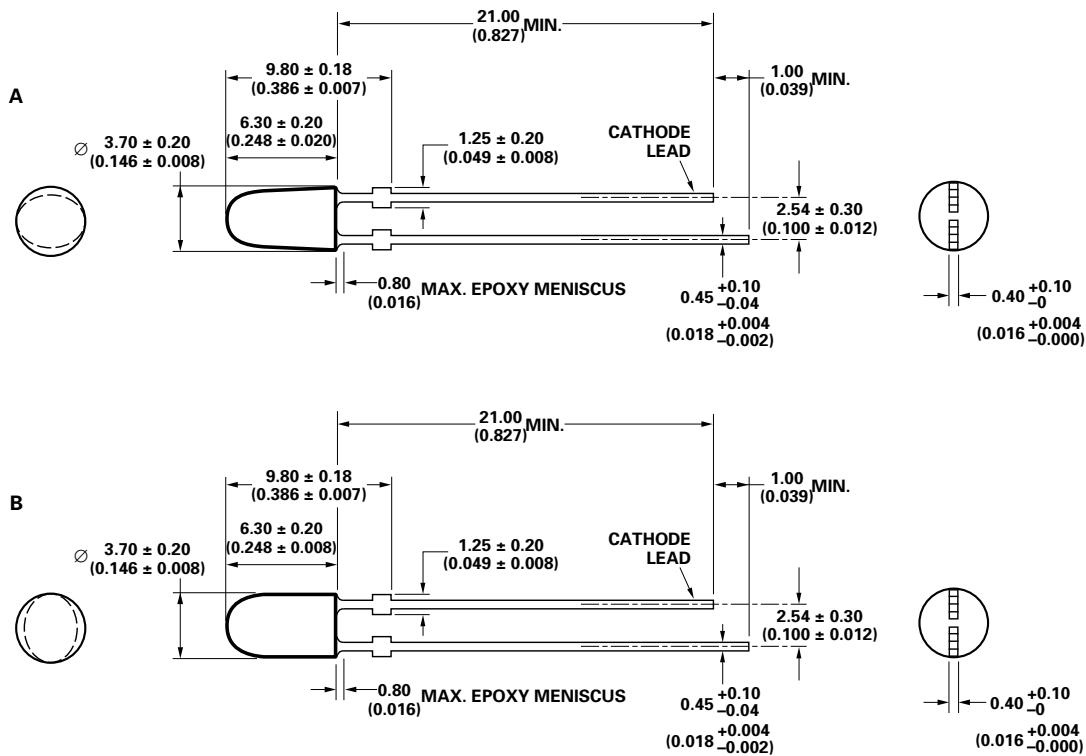 A
21.00 MIN.
(0.827)
9.80 ± 0.18
(0.386 ± 0.007)
1.00 MIN.
(0.039)
6.30 ± 0.20
(0.248 ± 0.020)
∅ 3.70 ± 0.20
(0.146 ± 0.008)
1.25 ± 0.20
(0.049 ± 0.008)
CATHODE
LEAD
2.54 ± 0.30
(0.100 ± 0.012)
0.80 MAX. EPOXY MENISCUS
(0.016)
0.45 +0.10
–0.04
(0.018 +0.004
–0.002)
0.40 +0.10
–0
(0.016 +0.004
–0.000)
B
21.00 MIN.
(0.827)
9.80 ± 0.18
(0.386 ± 0.007)
1.00 MIN.
(0.039)
6.30 ± 0.20
(0.248 ± 0.008)
∅ 3.70 ± 0.20
(0.146 ± 0.008)
1.25 ± 0.20
(0.049 ± 0.008)
CATHODE
LEAD
2.54 ± 0.30
(0.100 ± 0.012)
0.80 MAX. EPOXY MENISCUS
(0.016)
0.45 +0.10
–0.04
(0.018 +0.004
–0.002)
0.40 +0.10
–0
(0.016 +0.004
–0.000)